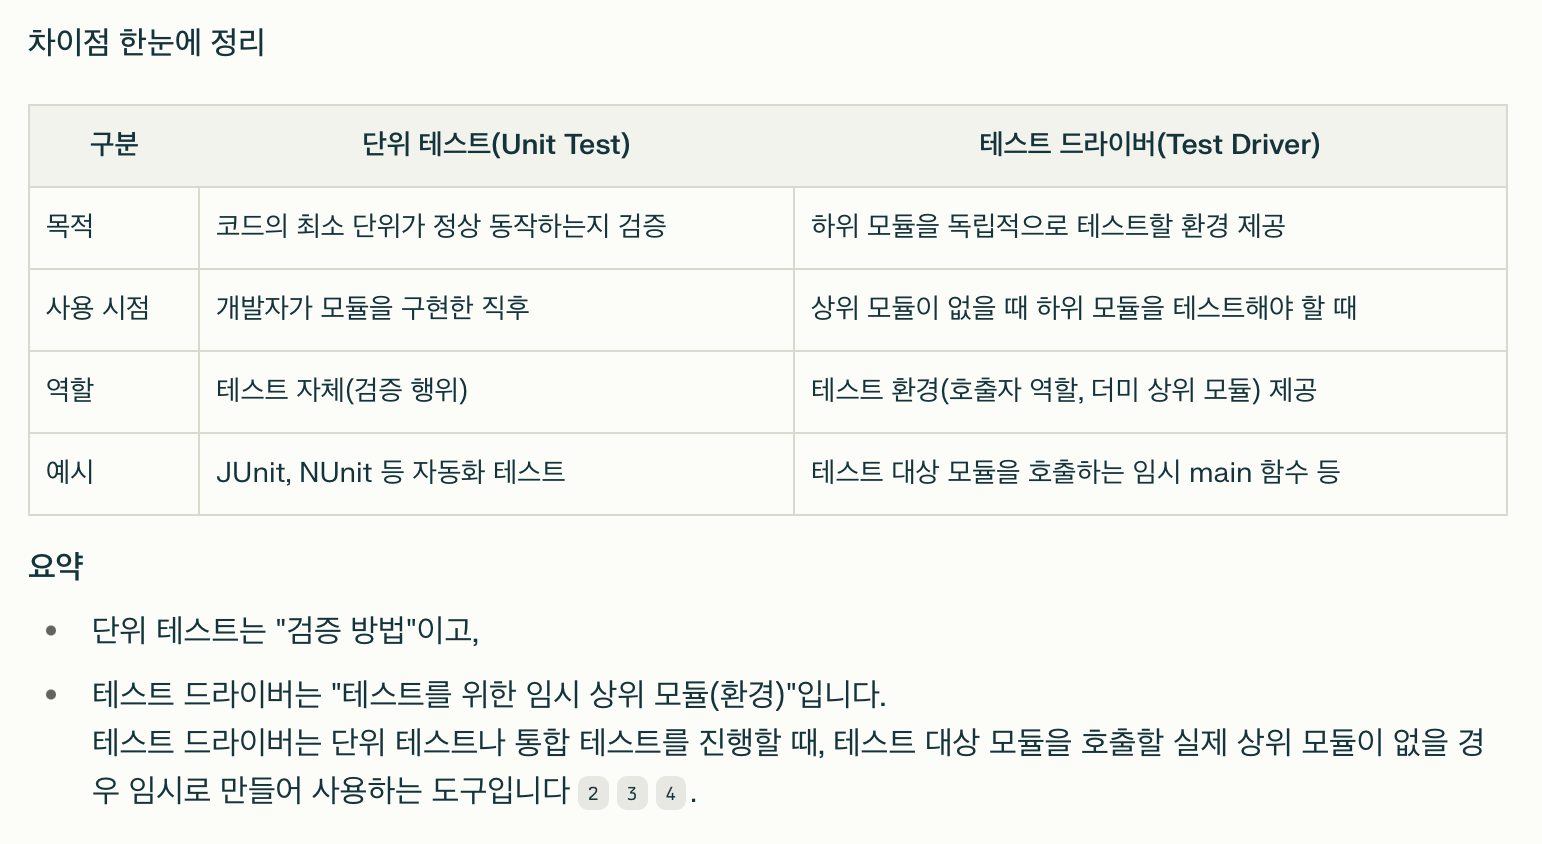 차이점 한눈에 정리
구분 단위 테스트(Unit Test) 테스트 드라이버(Test Driver)
목적 코드의 최소 단위가 정상 동작하는지 검증 하위 모듈을 독립적으로 테스트할 환경 제공
사용 시점 개발자가 모듈을 구현한 직후 상위 모듈이 없을 때 하위 모듈을 테스트해야 할 때
역할 테스트 자체(검증 행위) 테스트 환경(호출자 역할, 더미 상위 모듈) 제공
예시 JUnit, NUnit 등 자동화 테스트 테스트 대상 모듈을 호출하는 임시 main 함수 등
요약
• 단위 테스트는 "검증 방법"이고,
• 테스트 드라이버는 "테스트를 위한 임시 상위 모듈(환경)"입니다.
테스트 드라이버는 단위 테스트나 통합 테스트를 진행할 때, 테스트 대상 모듈을 호출할 실제 상위 모듈이 없을 경
우 임시로 만들어 사용하는 도구입니다 2 3 4 .